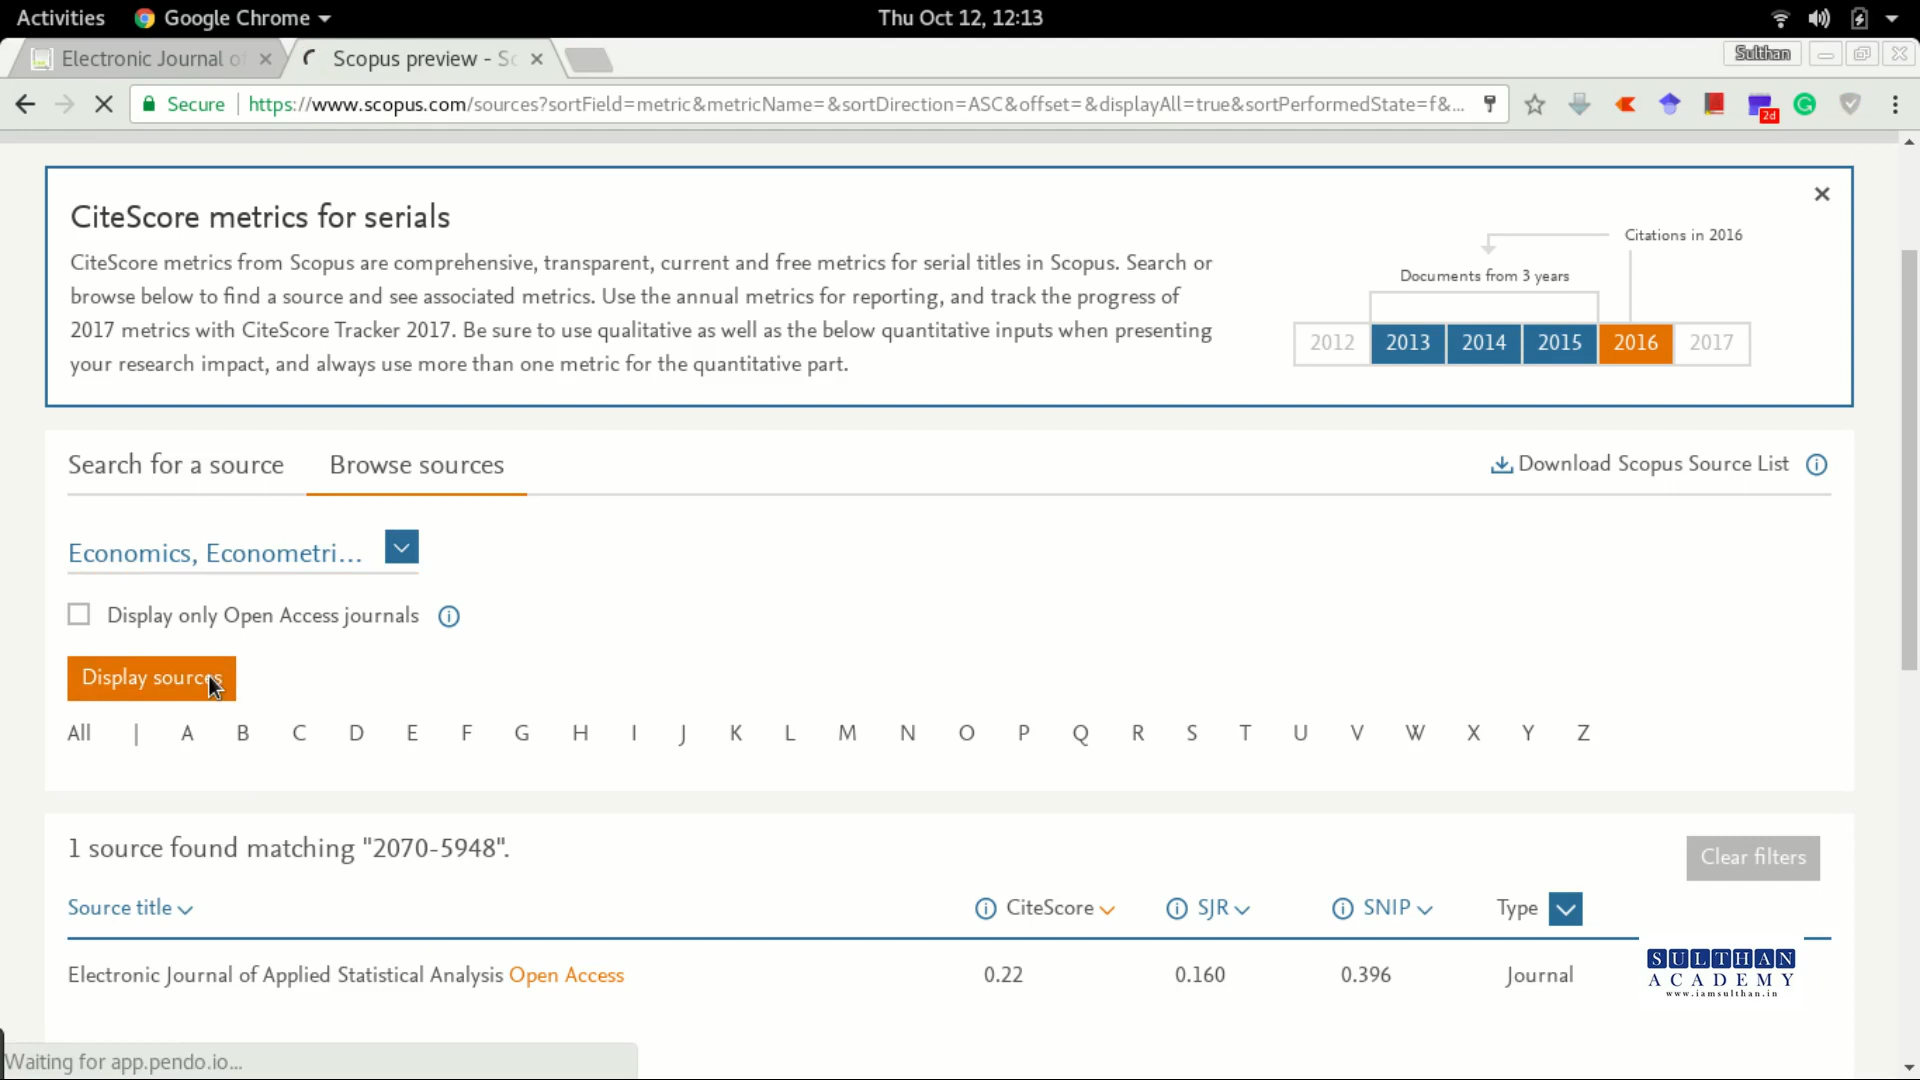 Activities Google Chrome Thu Oct 12, 12:13
Electronic Journal of Scopus preview - Sc Sulthan
Secure https://www.scopus.com/sources?sortField=metric&metricName=&sortDirection=ASC&offset=&displayAll=true&sortPerformedState=f&... 2d
CiteScore metrics for serials
CiteScore metrics from Scopus are comprehensive, transparent, current and free metrics for serial titles in Scopus. Search or
browse below to find a source and see associated metrics. Use the annual metrics for reporting, and track the progress of
2017 metrics with CiteScore Tracker 2017. Be sure to use qualitative as well as the below quantitative inputs when presenting
your research impact, and always use more than one metric for the quantitative part.
Citations in 2016
Documents from 3 years
2012 2013 2014 2015 2016 2017
Search for a source Browse sources Download Scopus Source List
Economics, Econometri...
Display only Open Access journals
Display sources
All | A B C D E F G H I J K L M N O P Q R S T U V W X Y Z
1 source found matching "2070-5948".
Clear filters
Source title CiteScore SJR SNIP Type
Electronic Journal of Applied Statistical Analysis Open Access 0.22 0.160 0.396 Journal
SULTHAN
ACADEMY
www.iamsulthan.in
Waiting for app.pendo.io...